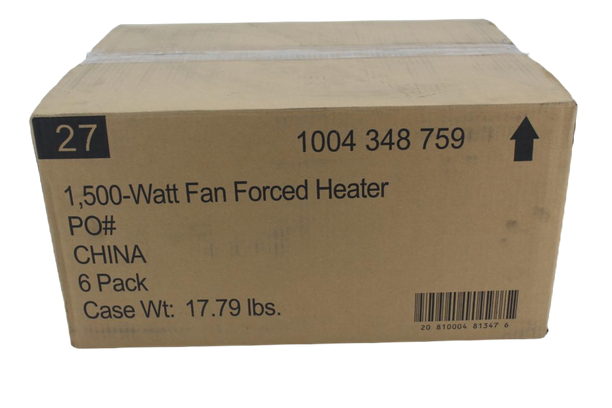 27
1004 348 759
1,500-Watt Fan Forced Heater
PO#
CHINA
6 Pack
Case Wt: 17.79 lbs.
20 810004 81347 6